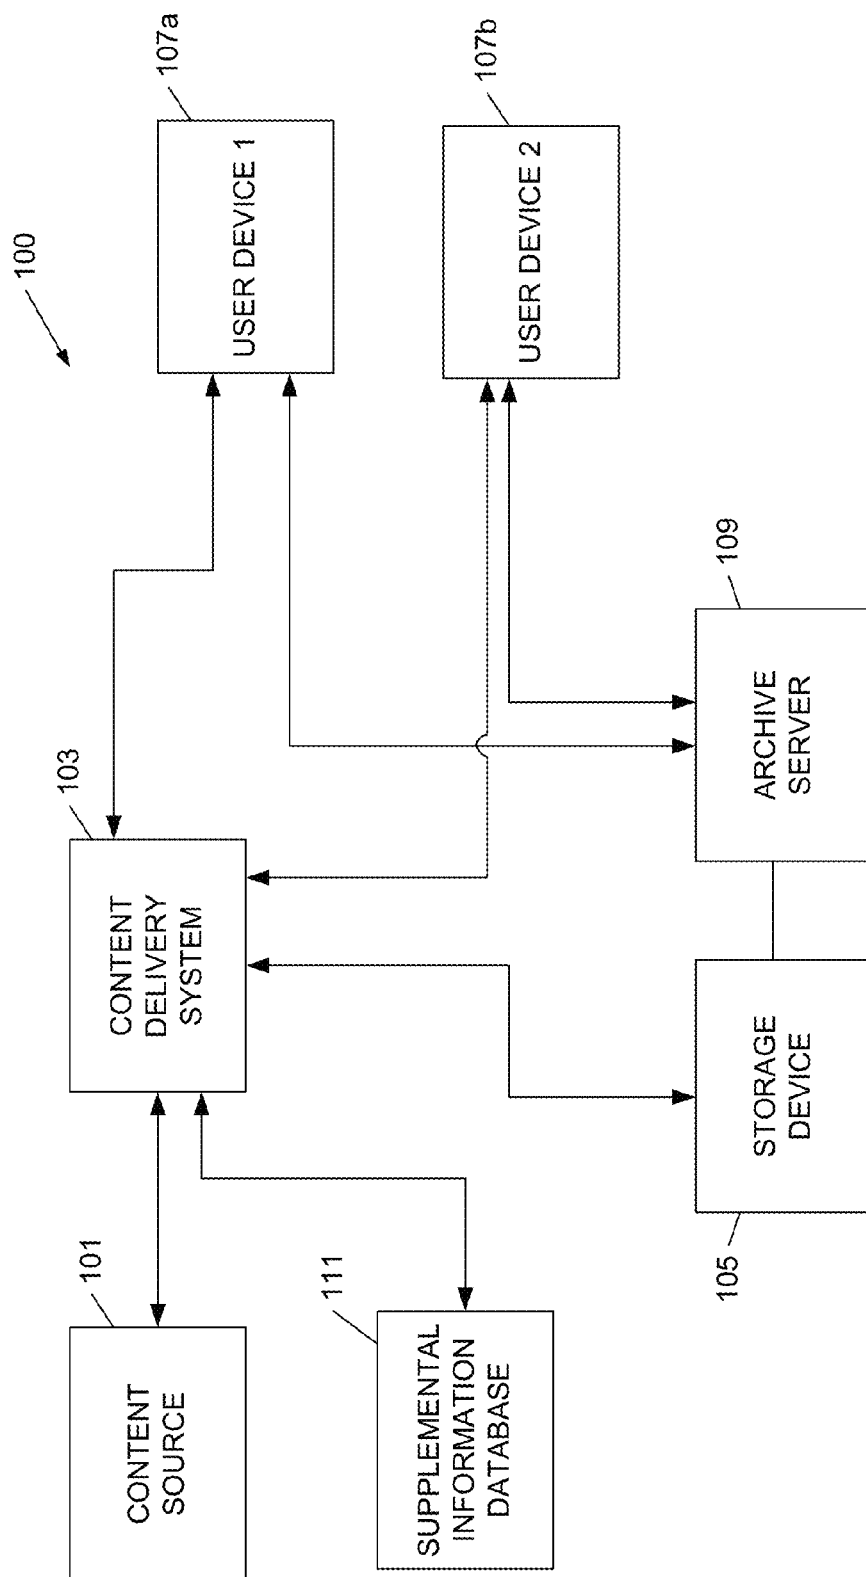 100
101
CONTENT
SOURCE
103
CONTENT
DELIVERY
SYSTEM
107a
USER DEVICE 1
111
SUPPLEMENTAL
INFORMATION
DATABASE
107b
USER DEVICE 2
105
STORAGE
DEVICE
109
ARCHIVE
SERVER